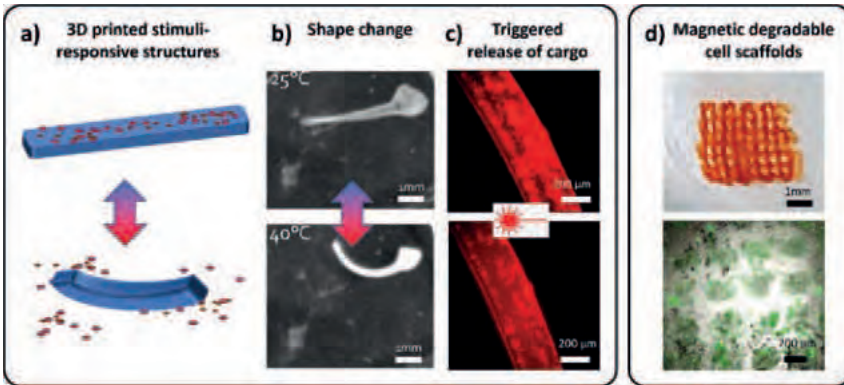 a) 3D printed stimuli-
responsive structures
b) Shape change
25°C
1mm
40°C
1mm
c) Triggered
release of cargo
200 µm
200 µm
d) Magnetic degradable
cell scaffolds
1mm
200 µm